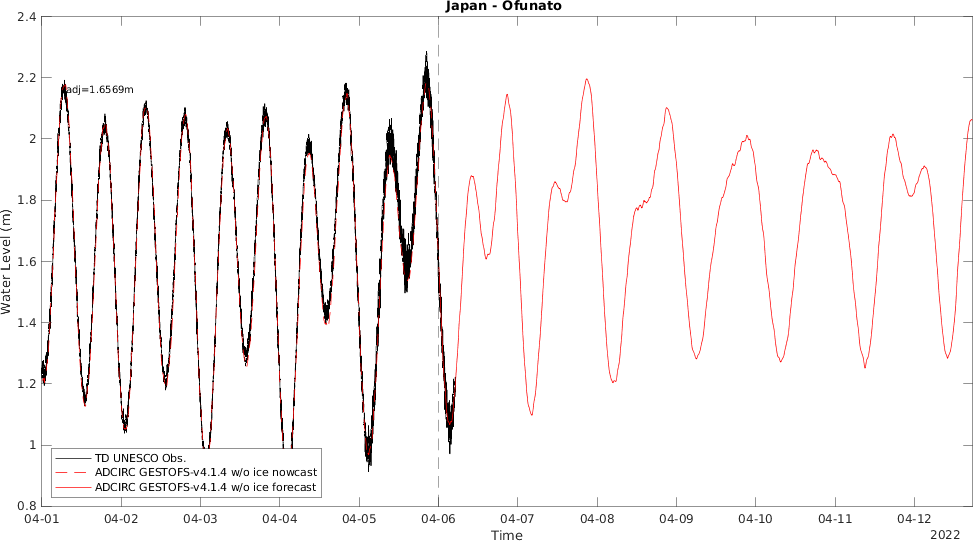 Japan - Ofunato
2.4
2.2
2
1.8
1.6
1.4
1.2
1
0.8
Water Level (m)
adj=1.6569m
TD UNESCO Obs.
ADCIRC GESTOFS-v4.1.4 w/o ice nowcast
ADCIRC GESTOFS-v4.1.4 w/o ice forecast
04-01 04-02 04-03 04-04 04-05 04-06 04-07 04-08 04-09 04-10 04-11 04-12
Time
2022